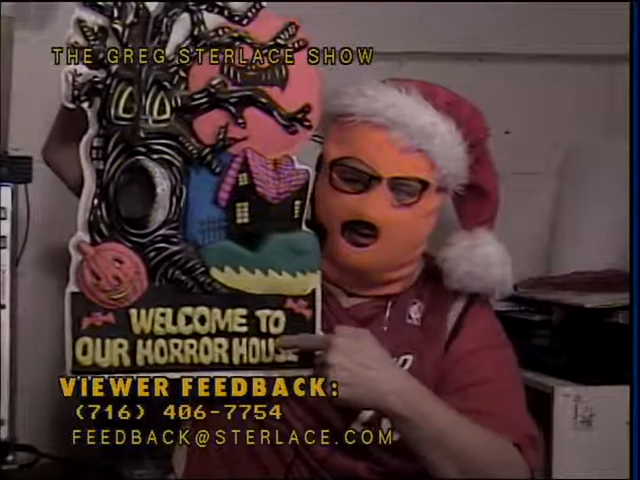 THE GREG STERLACE SHOW
WELCOME TO
OUR HORROR HOUSE
VIEWER FEEDBACK:
(716) 406-7754
FEEDBACK@STERLACE.COM